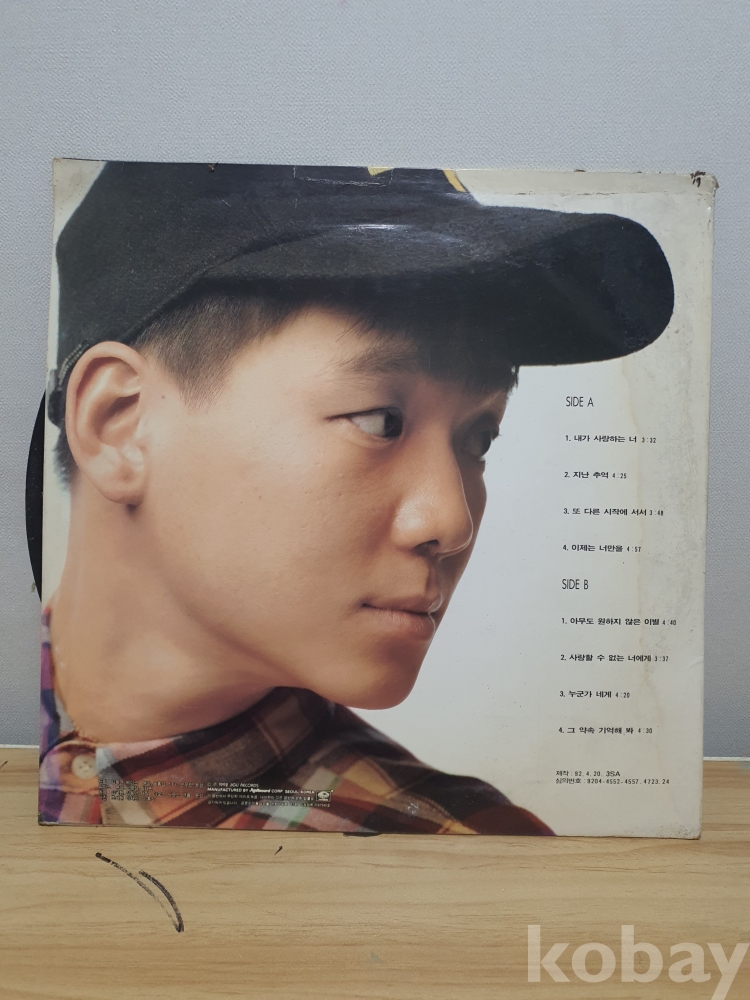 SIDE A
1. 내가 사랑하는 너 3:32
2. 지난 추억 4:25
3. 또 다른 시작에 서서 3:48
4. 이제는 너만을 4:57
SIDE B
1. 아무도 원하지 않은 이별 4:40
2. 사랑할 수 없는 너에게 3:37
3. 누군가 네게 4:20
4. 그 약속 기억해 봐 4:30
제작 : 92. 4. 20. 3SA
심의번호 : 9204-4552-4557. 4723. 24
RECORDS
MANUFACTURED BY CORP. SEOUL, KOREA
kobay